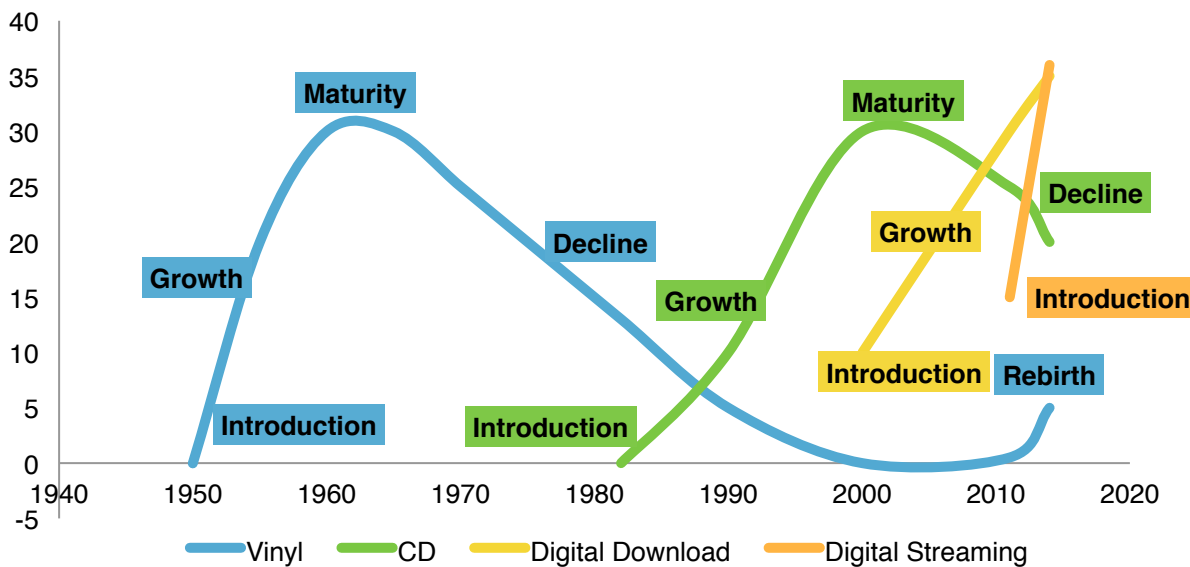 40
35
30
25
20
15
10
5
0
-5
Maturity
Growth
Introduction
Decline
Maturity
Growth
Introduction
Decline
Growth
Introduction
Introduction
Rebirth
1940 1950 1960 1970 1980 1990 2000 2010 2020
Vinyl CD Digital Download Digital Streaming